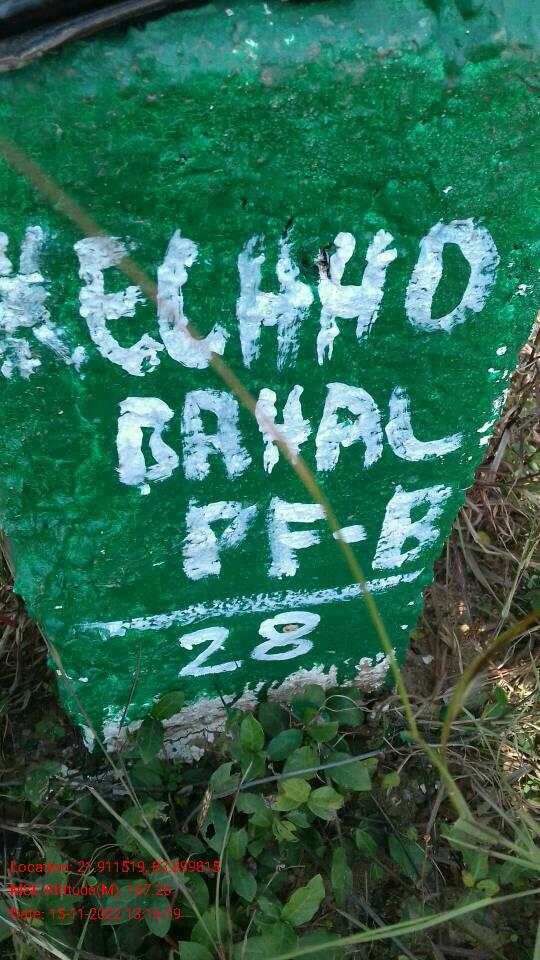 KECHHO
BAHAL
PF-B
28
Location: 21.911519, 83.899815
MSL Altitude(M): 167.26
Date: 15-11-2022 13:16:19